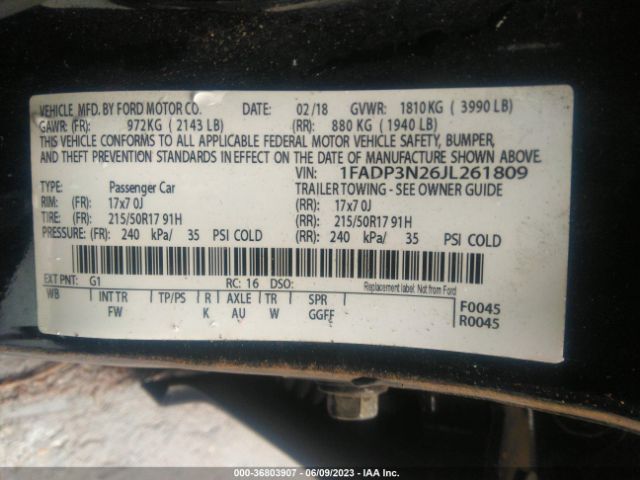 VEHICLE MFD. BY FORD MOTOR CO. DATE: 02/18 GVWR: 1810 KG ( 3990 LB)
GAWR: (FR): 972KG ( 2143 LB) (RR): 880 KG ( 1940 LB)
THIS VEHICLE CONFORMS TO ALL APPLICABLE FEDERAL MOTOR VEHICLE SAFETY, BUMPER,
AND THEFT PREVENTION STANDARDS IN EFFECT ON THE DATE OF MANUFACTURE SHOWN ABOVE.
VIN: 1FADP3N26JL261809
TYPE: Passenger Car TRAILER TOWING - SEE OWNER GUIDE
RIM: (FR): 17x7 0J (RR): 17x7 0J
TIRE: (FR): 215/50R17 91H (RR): 215/50R17 91H
PRESSURE: (FR): 240 kPa/ 35 PSI COLD (RR): 240 kPa/ 35 PSI COLD
EXT PNT: G1 RC: 16 DSO: Replacement label: Not from Ford
WB INT TR TP/PS R AXLE TR SPR F0045
FW K AU W GGFF R0045
000-36803907 - 06/09/2023 - IAA Inc.